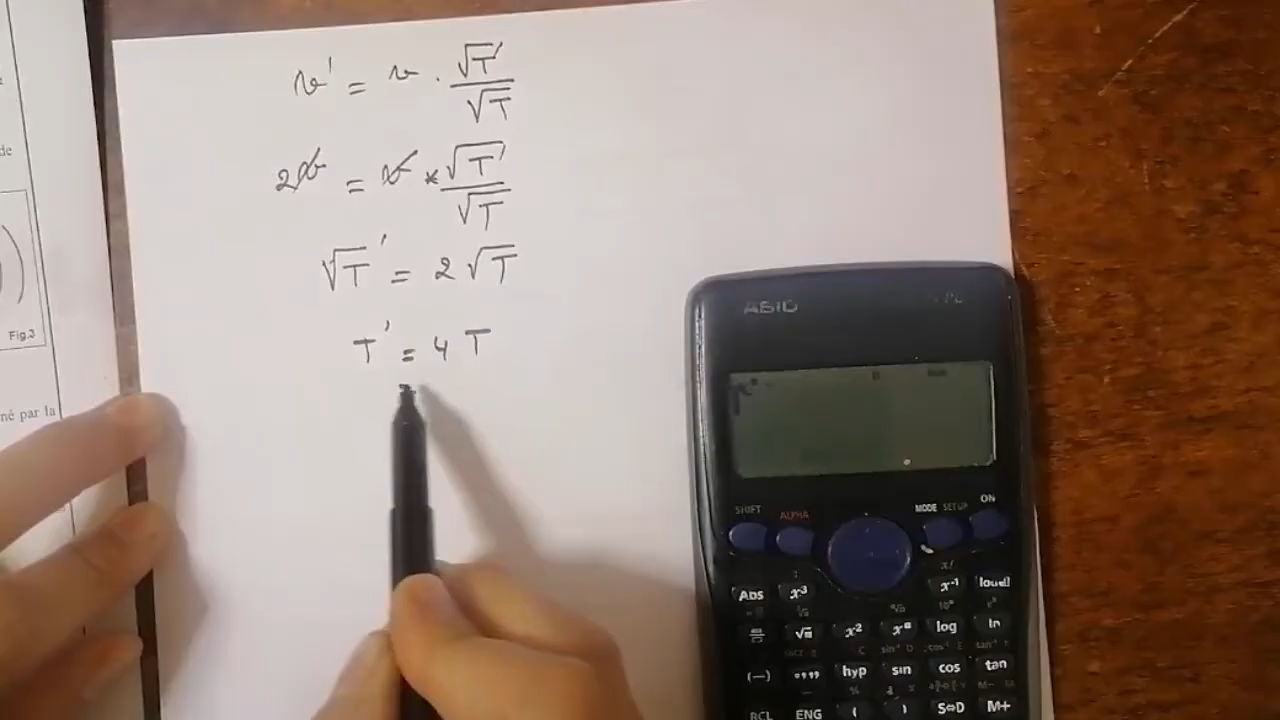 v' = v · √T' / √T
2v = v * √T' / √T
√T' = 2 √T
T' = 4 T
de
Fig.3
né par la
SHIFT ALPHA MODE SETUP ON
Abs x³ x⁻¹
√ x² log ln
(—) hyp sin cos tan
RCL ENG ( ) S⇔D M+